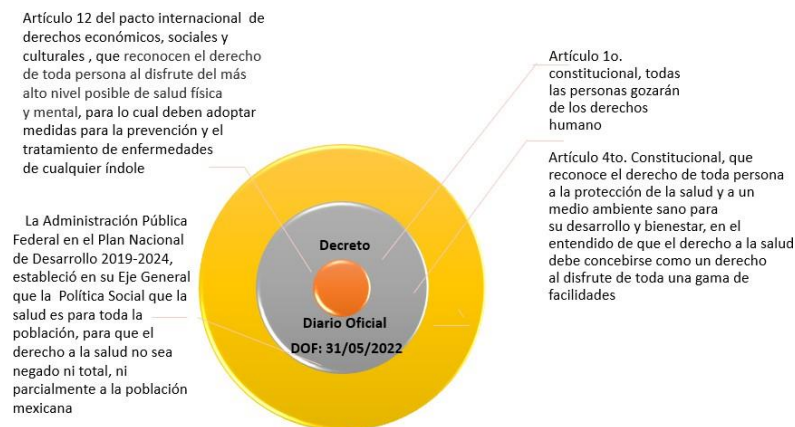 Artículo 12 del pacto internacional de
derechos económicos, sociales y
culturales , que reconocen el derecho
de toda persona al disfrute del más
alto nivel posible de salud física
y mental, para lo cual deben adoptar
medidas para la prevención y el
tratamiento de enfermedades
de cualquier índole
La Administración Pública
Federal en el Plan Nacional
de Desarrollo 2019-2024,
estableció en su Eje General
que la Política Social que la
salud es para toda la
población, para que el
derecho a la salud no sea
negado ni total, ni
parcialmente a la población
mexicana
Decreto
Diario Oficial
DOF: 31/05/2022
Artículo 1o.
constitucional, todas
las personas gozarán
de los derechos
humano
Artículo 4to. Constitucional, que
reconoce el derecho de toda persona
a la protección de la salud y a un
medio ambiente sano para
su desarrollo y bienestar, en el
entendido de que el derecho a la salud
debe concebirse como un derecho
al disfrute de toda una gama de
facilidades